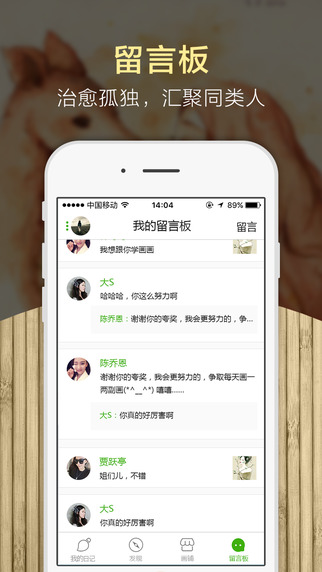 留言板
治愈孤独，汇聚同类人
中国移动 14:04 89%
我的留言板 留言
我想跟你学画画
大S
哈哈哈，你这么努力啊
陈乔恩：谢谢你的夸奖，我会更努力的，争…
陈乔恩
谢谢你的夸奖，我会更努力的，争取每天画一
两副画(*^__^*) 嘻嘻……
大S：你真的好厉害啊
贾跃亭
姐们儿，不错
大S
你真的好厉害啊
我的日记 发现 画铺 留言板